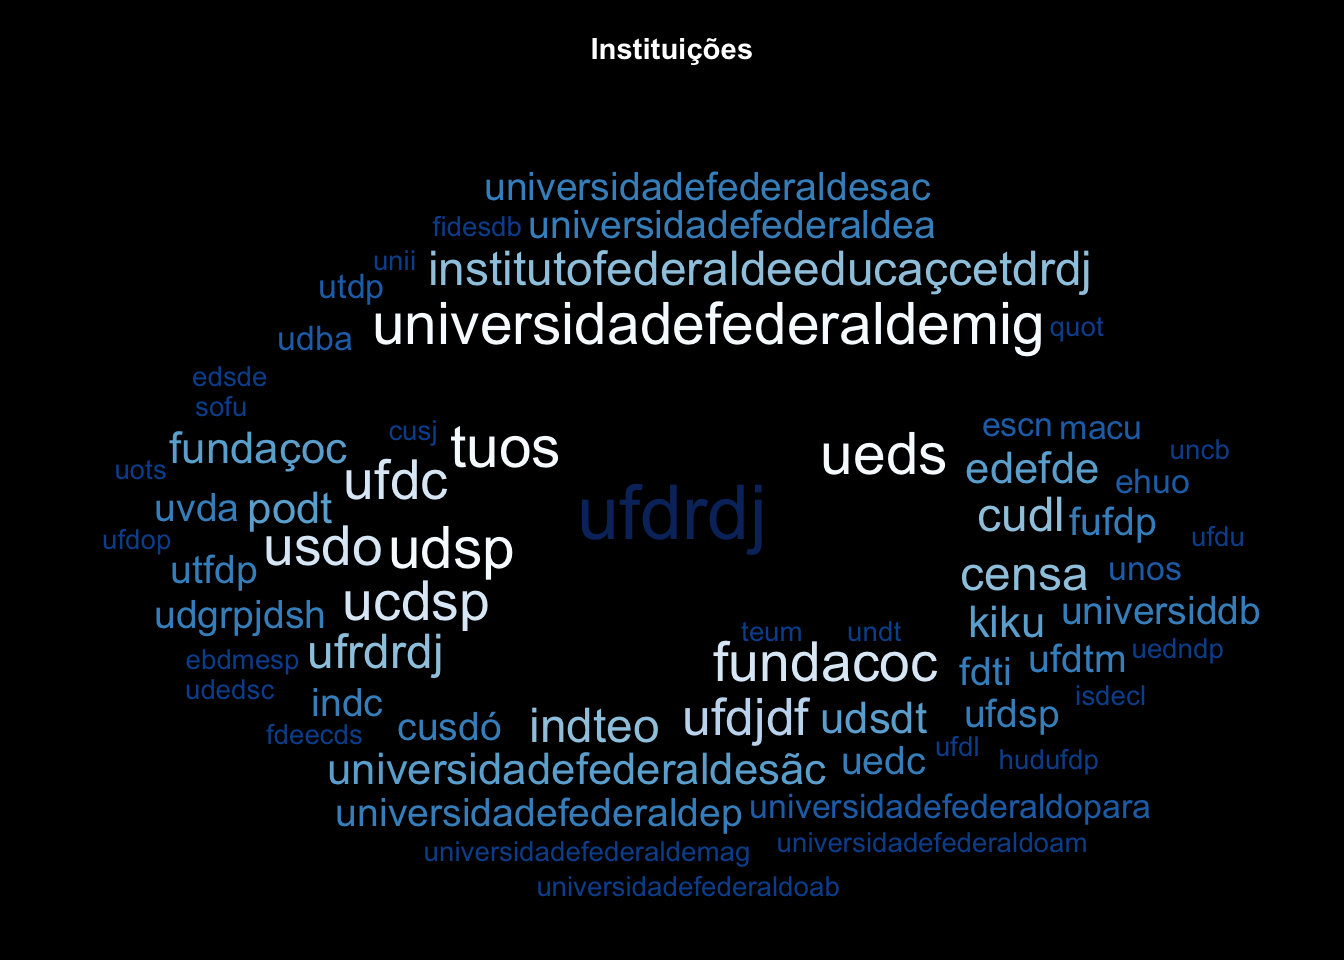 Instituições
universidadefederaldesac
fidesdb universidadefederaldea
unii institutofederaldeeducaçcetdrdj
utdp
universidadefederaldemig quot
udba
edsde
sofu
cusj tuos ueds escn macu
fundaçoc uncb
uots ufdc edefde ehuo
uvda podt ufdrdj cudl fufdp
ufdop usdo udsp ufdu
utfdp censa unos
udgrpjdsh ucdsp kiku universiddb
teum undt
ebdmesp ufrdrdj fundacoc fdti ufdtm uedndp
udedsc isdecl
indc cusdó indteo ufdjdf udsdt ufdsp
fdeecds ufdl
universidadefederaldesãc uedc hudufdp
universidadefederaldep universidadefederaldopara
universidadefederaldemag universidadefederaldoam
universidadefederaldoab